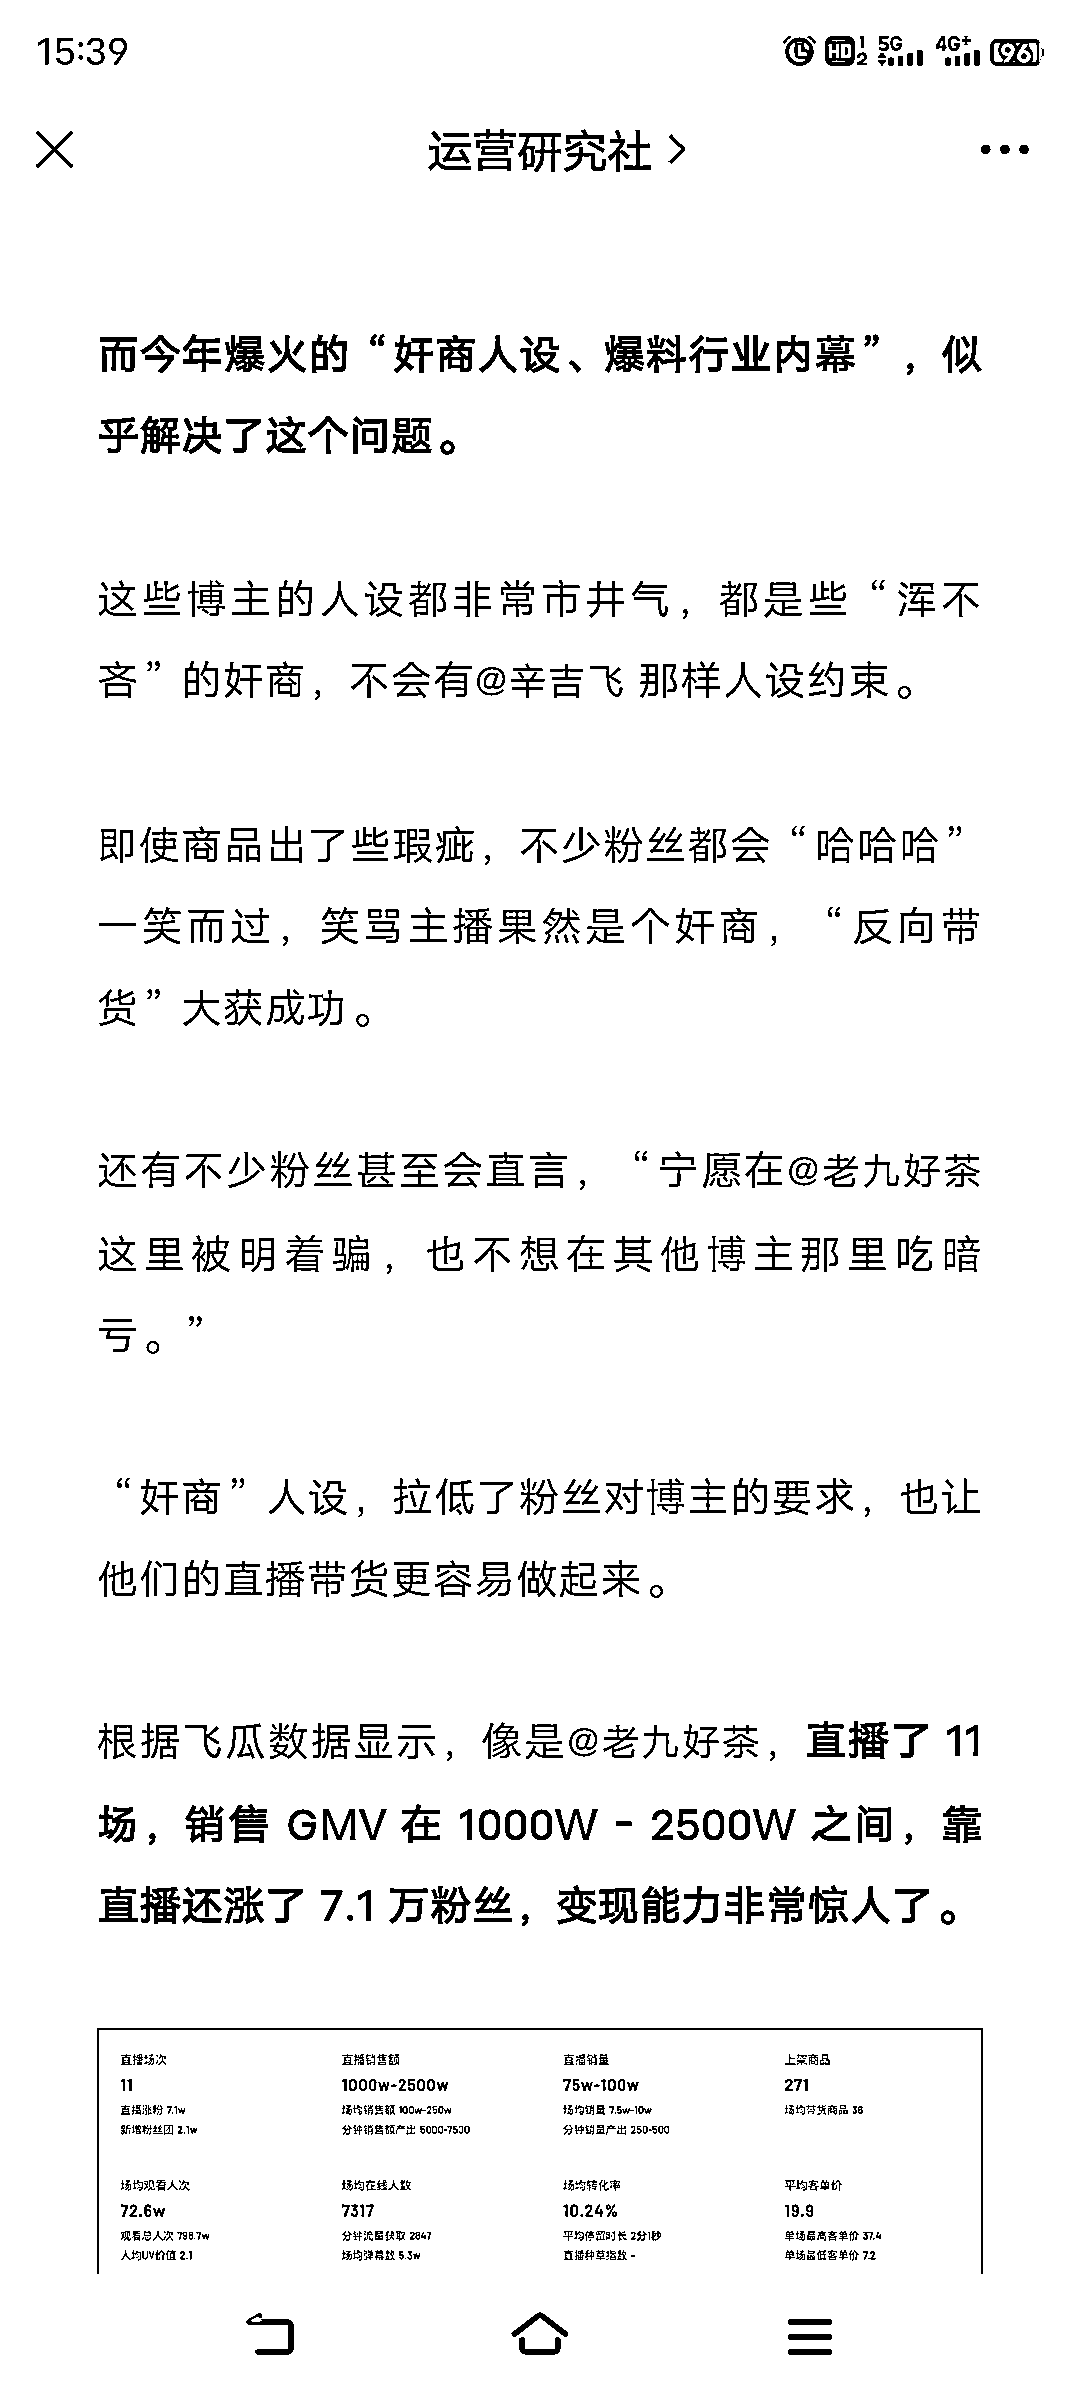 15:39
HD 1 2 5G 4G+ 96
运营研究社
而今年爆火的“奸商人设、爆料行业内幕”，似
乎解决了这个问题。
这些博主的人设都非常市井气，都是些“浑不
吝”的奸商，不会有@辛吉飞 那样人设约束。
即使商品出了些瑕疵，不少粉丝都会“哈哈哈”
一笑而过，笑骂主播果然是个奸商，“反向带
货”大获成功。
还有不少粉丝甚至会直言，“宁愿在@老九好茶
这里被明着骗，也不想在其他博主那里吃暗
亏。”
“奸商”人设，拉低了粉丝对博主的要求，也让
他们的直播带货更容易做起来。
根据飞瓜数据显示，像是@老九好茶，直播了 11
场，销售 GMV 在 1000W - 2500W 之间，靠
直播还涨了 7.1 万粉丝，变现能力非常惊人了。
直播场次 直播销售额 直播销量 上架商品
11 1000w-2500w 75w-100w 271
直播涨粉 7.1w 场均销售额 100w-250w 场均销量 7.5w-10w 场均带货商品 36
新增粉丝团 2.1w 分钟销售额产出 5000-7500 分钟销量产出 250-500
场均观看人次 场均在线人数 场均转化率 平均客单价
72.6w 7317 10.24% 19.9
观看总人次 798.7w 分钟流量获取 2847 平均停留时长 2分1秒 单场最高客单价 37.4
人均UV价值 2.1 场均弹幕数 5.3w 直播种草指数 - 单场最低客单价 7.2